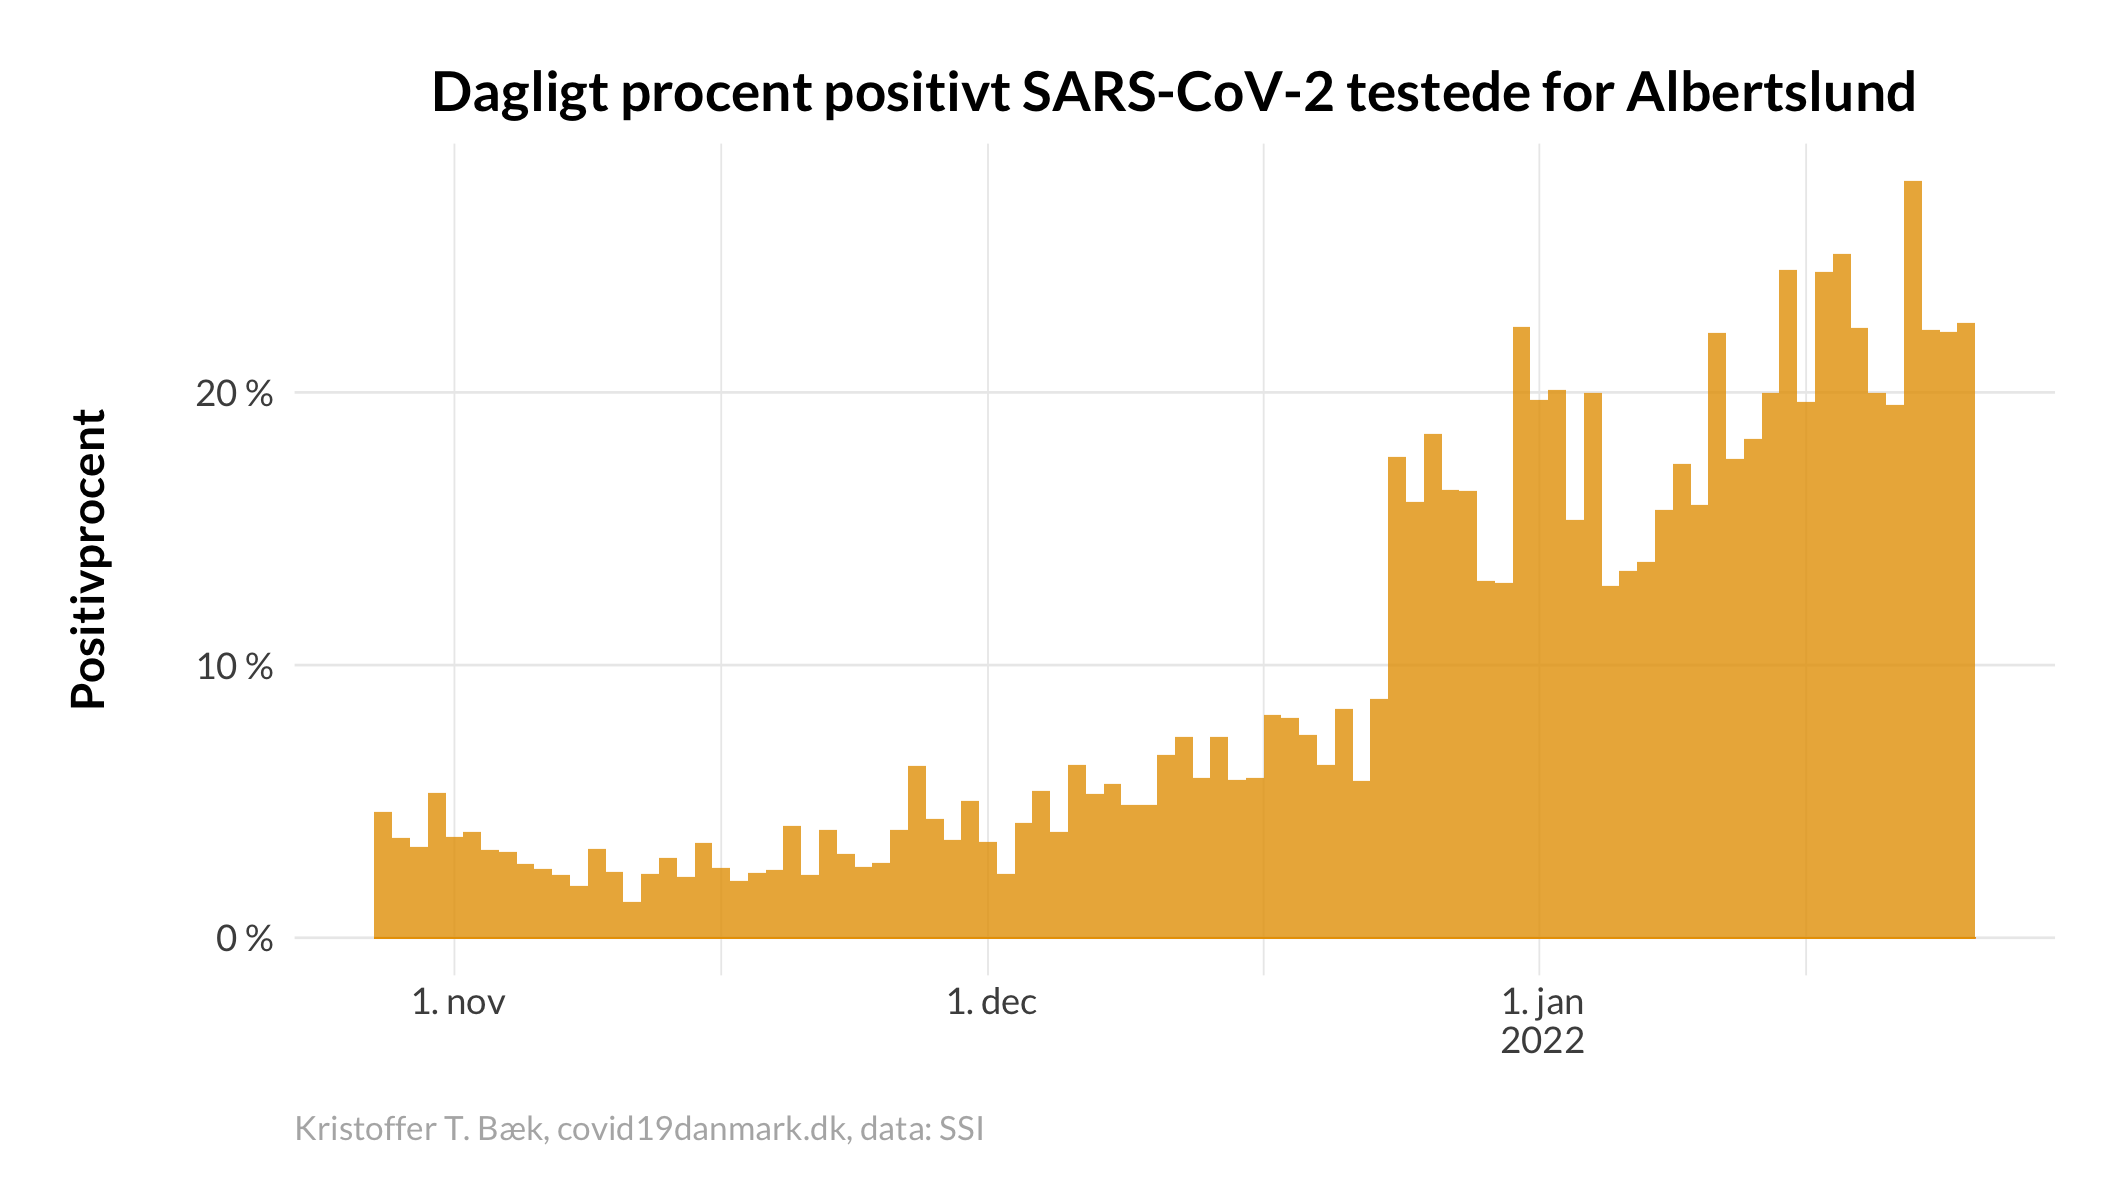 Dagligt procent positivt SARS-CoV-2 testede for Albertslund
Positivprocent
20 %
10 %
0 %
1. nov
1. dec
1. jan
2022
Kristoffer T. Bæk, covid19danmark.dk, data: SSI